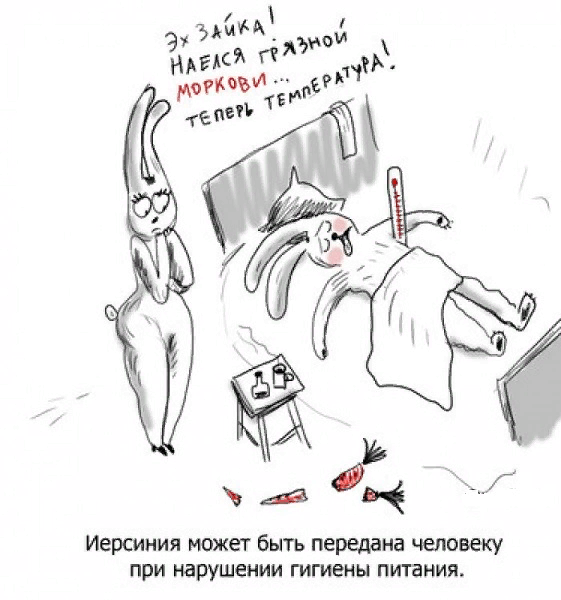 Эх ЗАЙКА!
НАЕЛСЯ ГРЯЗНОЙ
МОРКОВИ...
ТЕПЕРЬ ТЕМПЕРАТУРА!
Иерсиния может быть передана человеку
при нарушении гигиены питания.